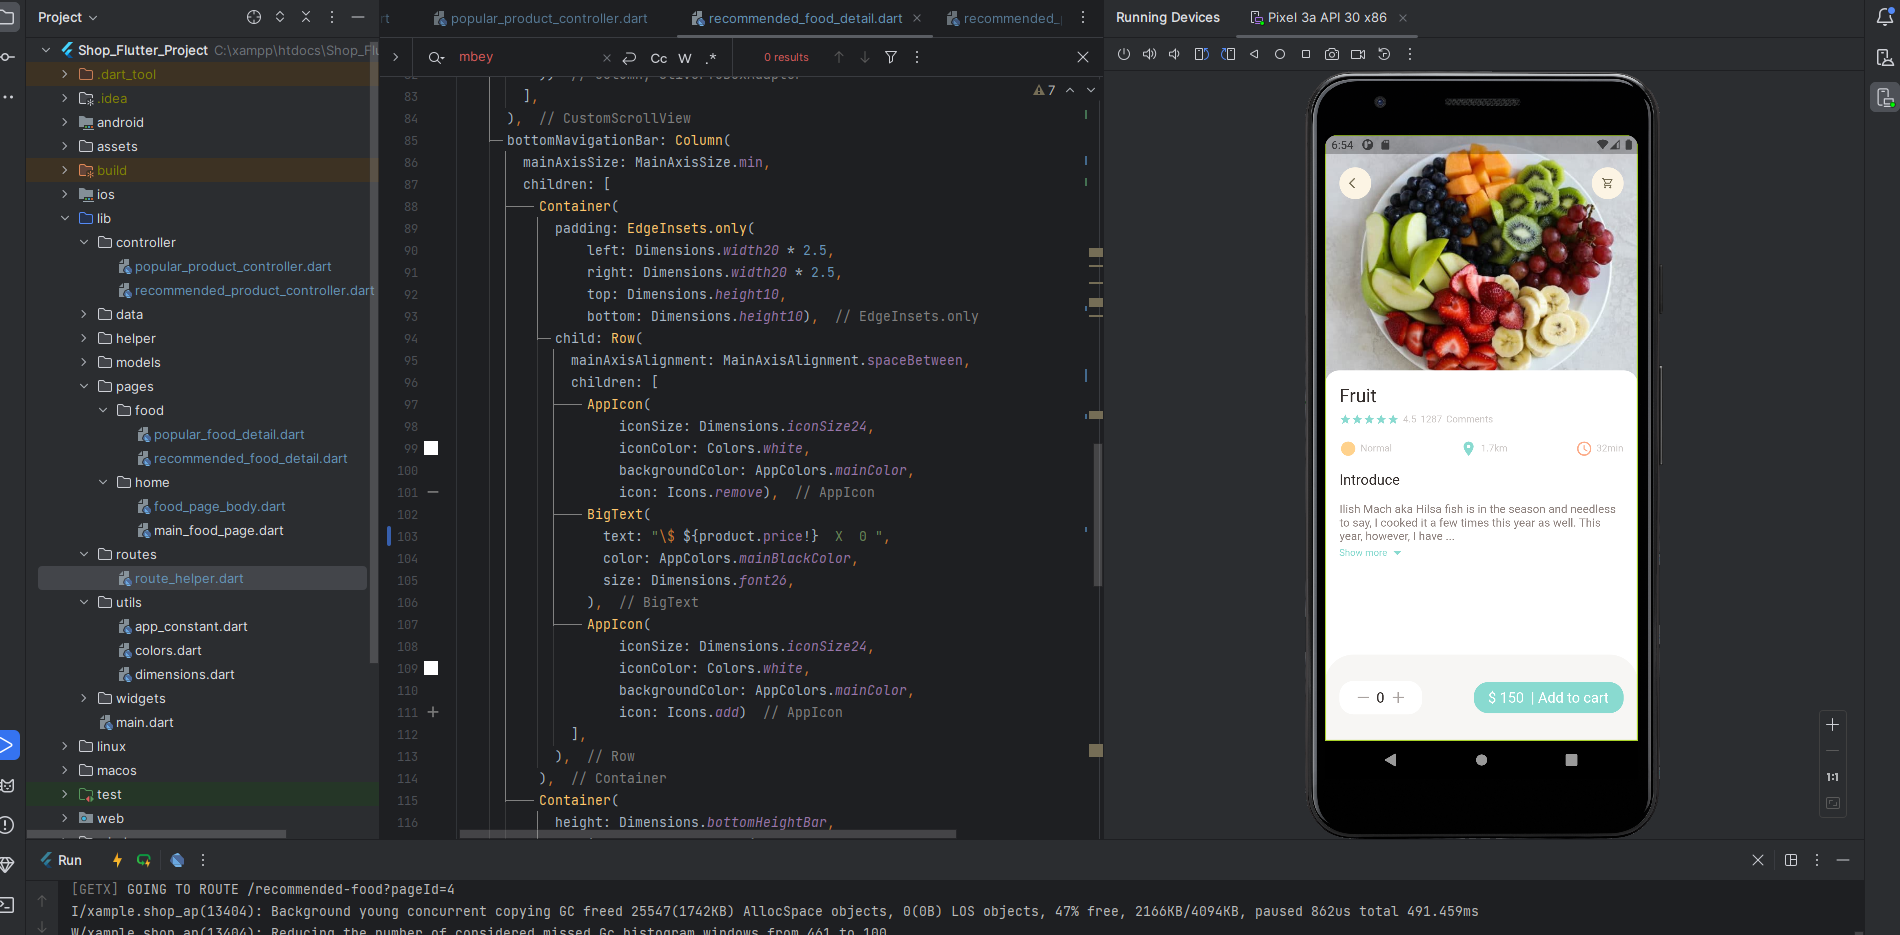 Project
popular_product_controller.dart
recommended_food_detail.dart
recommended_
Running Devices
Pixel 3a API 30 x86
Shop_Flutter_Project C:\xampp\htdocs\Shop_Flu
.dart_tool
.idea
android
assets
build
ios
lib
controller
popular_product_controller.dart
recommended_product_controller.dart
data
helper
models
pages
food
popular_food_detail.dart
recommended_food_detail.dart
home
food_page_body.dart
main_food_page.dart
routes
route_helper.dart
utils
app_constant.dart
colors.dart
dimensions.dart
widgets
main.dart
linux
macos
test
web
mbey
Cc W .*
0 results
7
83 ],
84 ), // CustomScrollView
85 bottomNavigationBar: Column(
86 mainAxisSize: MainAxisSize.min,
87 children: [
88 Container(
89 padding: EdgeInsets.only(
90 left: Dimensions.width20 * 2.5,
91 right: Dimensions.width20 * 2.5,
92 top: Dimensions.height10,
93 bottom: Dimensions.height10), // EdgeInsets.only
94 child: Row(
95 mainAxisAlignment: MainAxisAlignment.spaceBetween,
96 children: [
97 AppIcon(
98 iconSize: Dimensions.iconSize24,
99 iconColor: Colors.white,
100 backgroundColor: AppColors.mainColor,
101 icon: Icons.remove), // AppIcon
102 BigText(
103 text: "\$ ${product.price!}  X  0 ",
104 color: AppColors.mainBlackColor,
105 size: Dimensions.font26,
106 ), // BigText
107 AppIcon(
108 iconSize: Dimensions.iconSize24,
109 iconColor: Colors.white,
110 backgroundColor: AppColors.mainColor,
111 icon: Icons.add) // AppIcon
112 ],
113 ), // Row
114 ), // Container
115 Container(
116 height: Dimensions.bottomHeightBar,
6:54
Fruit
4.5 1287 Comments
Normal 1.7km 32min
Introduce
Ilish Mach aka Hilsa fish is in the season and needless
to say, I cooked it a few times this year as well. This
year, however, I have ...
Show more
0
$ 150 | Add to cart
1:1
Run
[GETX] GOING TO ROUTE /recommended-food?pageId=4
I/xample.shop_ap(13404): Background young concurrent copying GC freed 25547(1742KB) AllocSpace objects, 0(0B) LOS objects, 47% free, 2166KB/4094KB, paused 862us total 491.459ms
W/xample.shop_ap(13404): Reducing the number of considered missed Gc histogram windows from 461 to 100